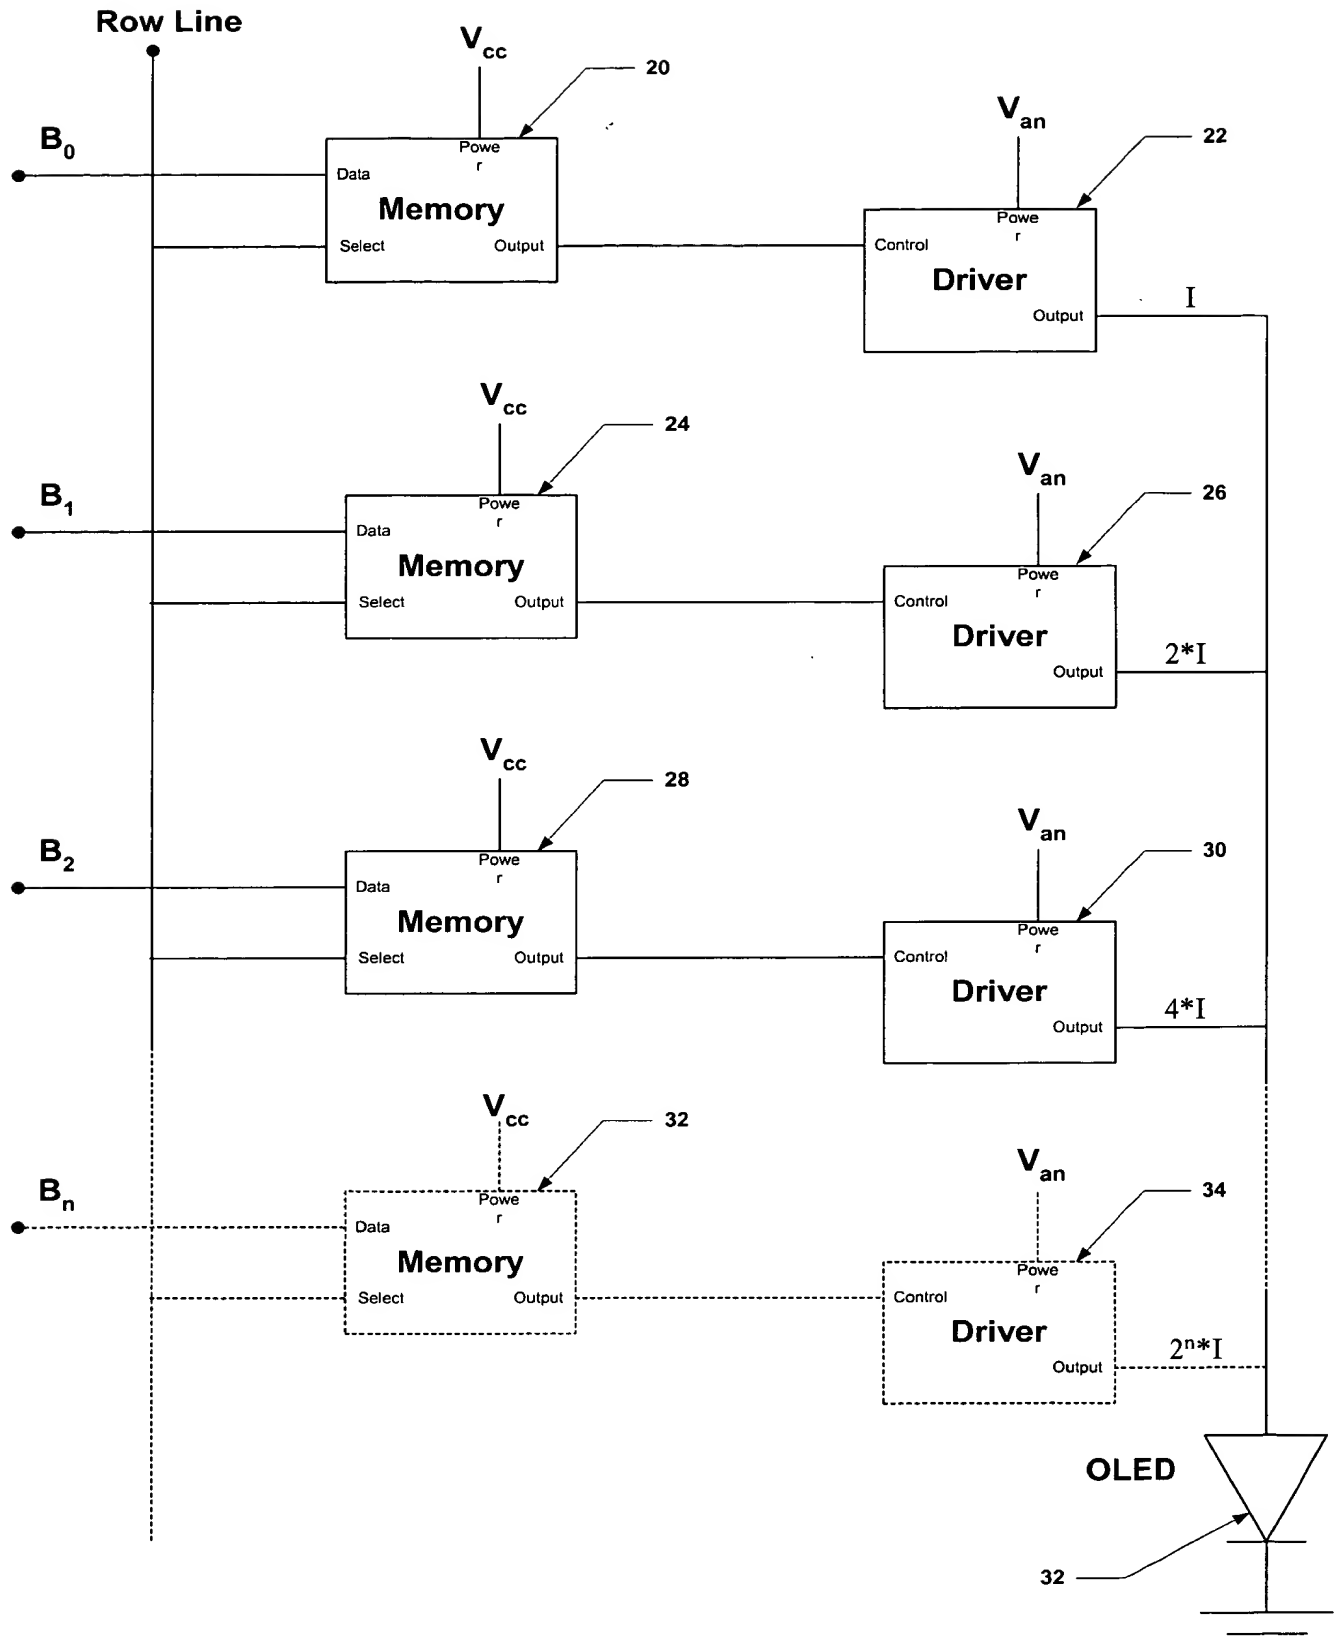 Row Line
Vcc
20
B0
Van
22
Powe
r
Data
Memory
Select
Output
Powe
r
Control
Driver
Output
I
Vcc
24
B1
Van
26
Powe
r
Data
Memory
Select
Output
Powe
r
Control
Driver
Output
2*I
Vcc
28
B2
Van
30
Powe
r
Data
Memory
Select
Output
Powe
r
Control
Driver
Output
4*I
Vcc
32
Bn
Van
34
Powe
r
Data
Memory
Select
Output
Powe
r
Control
Driver
Output
2ⁿ*I
OLED
32